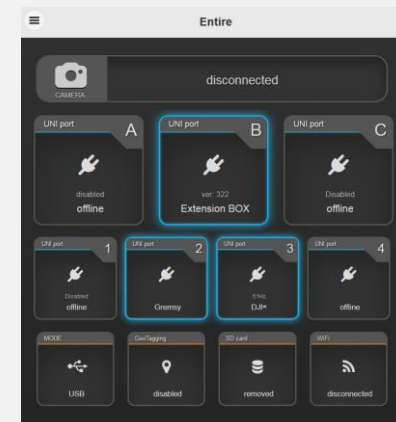 Entire
CAMERA
disconnected
UNI port
A
disabled
offline
UNI port
B
ver: 322
Extension BOX
UNI port
C
Disabled
offline
UNI port
1
Disabled
offline
UNI port
2
Gremsy
UNI port
3
51Hz
DJI*
UNI port
4
offline
MODE
USB
GeoTagging
disabled
SD card
removed
WiFi
disconnected